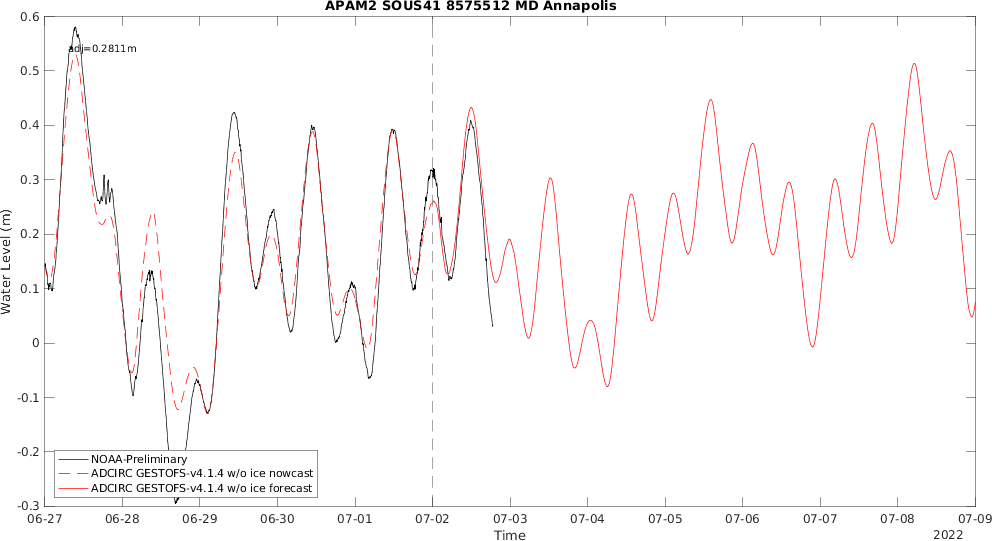 APAM2 SOUS41 8575512 MD Annapolis
adj=0.2811m
Water Level (m)
0.6
0.5
0.4
0.3
0.2
0.1
0
-0.1
-0.2
-0.3
NOAA-Preliminary
ADCIRC GESTOFS-v4.1.4 w/o ice nowcast
ADCIRC GESTOFS-v4.1.4 w/o ice forecast
06-27 06-28 06-29 06-30 07-01 07-02 07-03 07-04 07-05 07-06 07-07 07-08 07-09
Time
2022